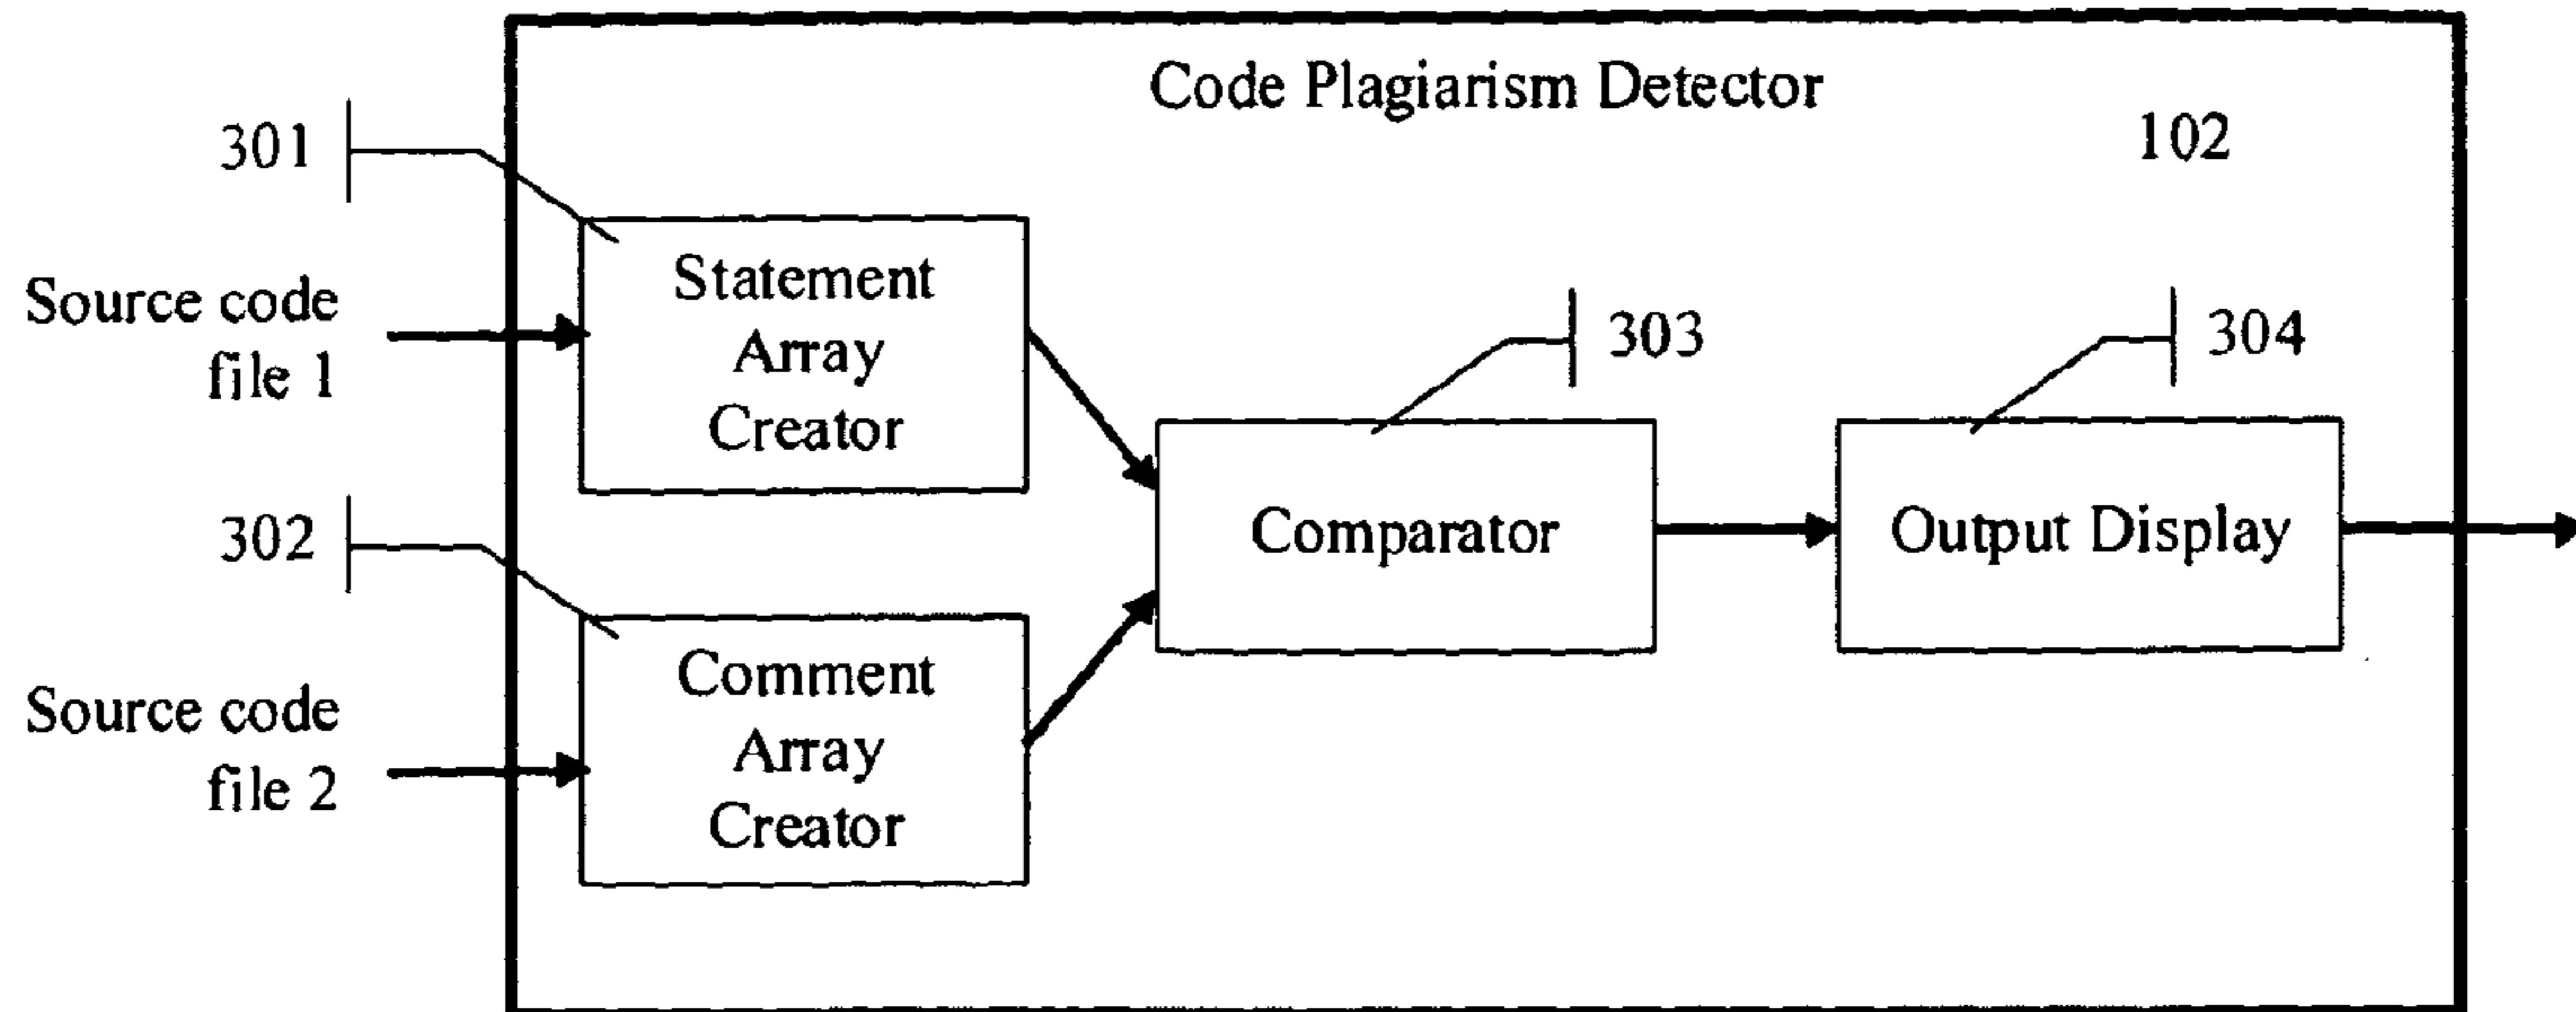 Code Plagiarism Detector
102
301
Source code
file 1
Statement
Array
Creator
303
304
302
Source code
file 2
Comment
Array
Creator
Comparator
Output Display